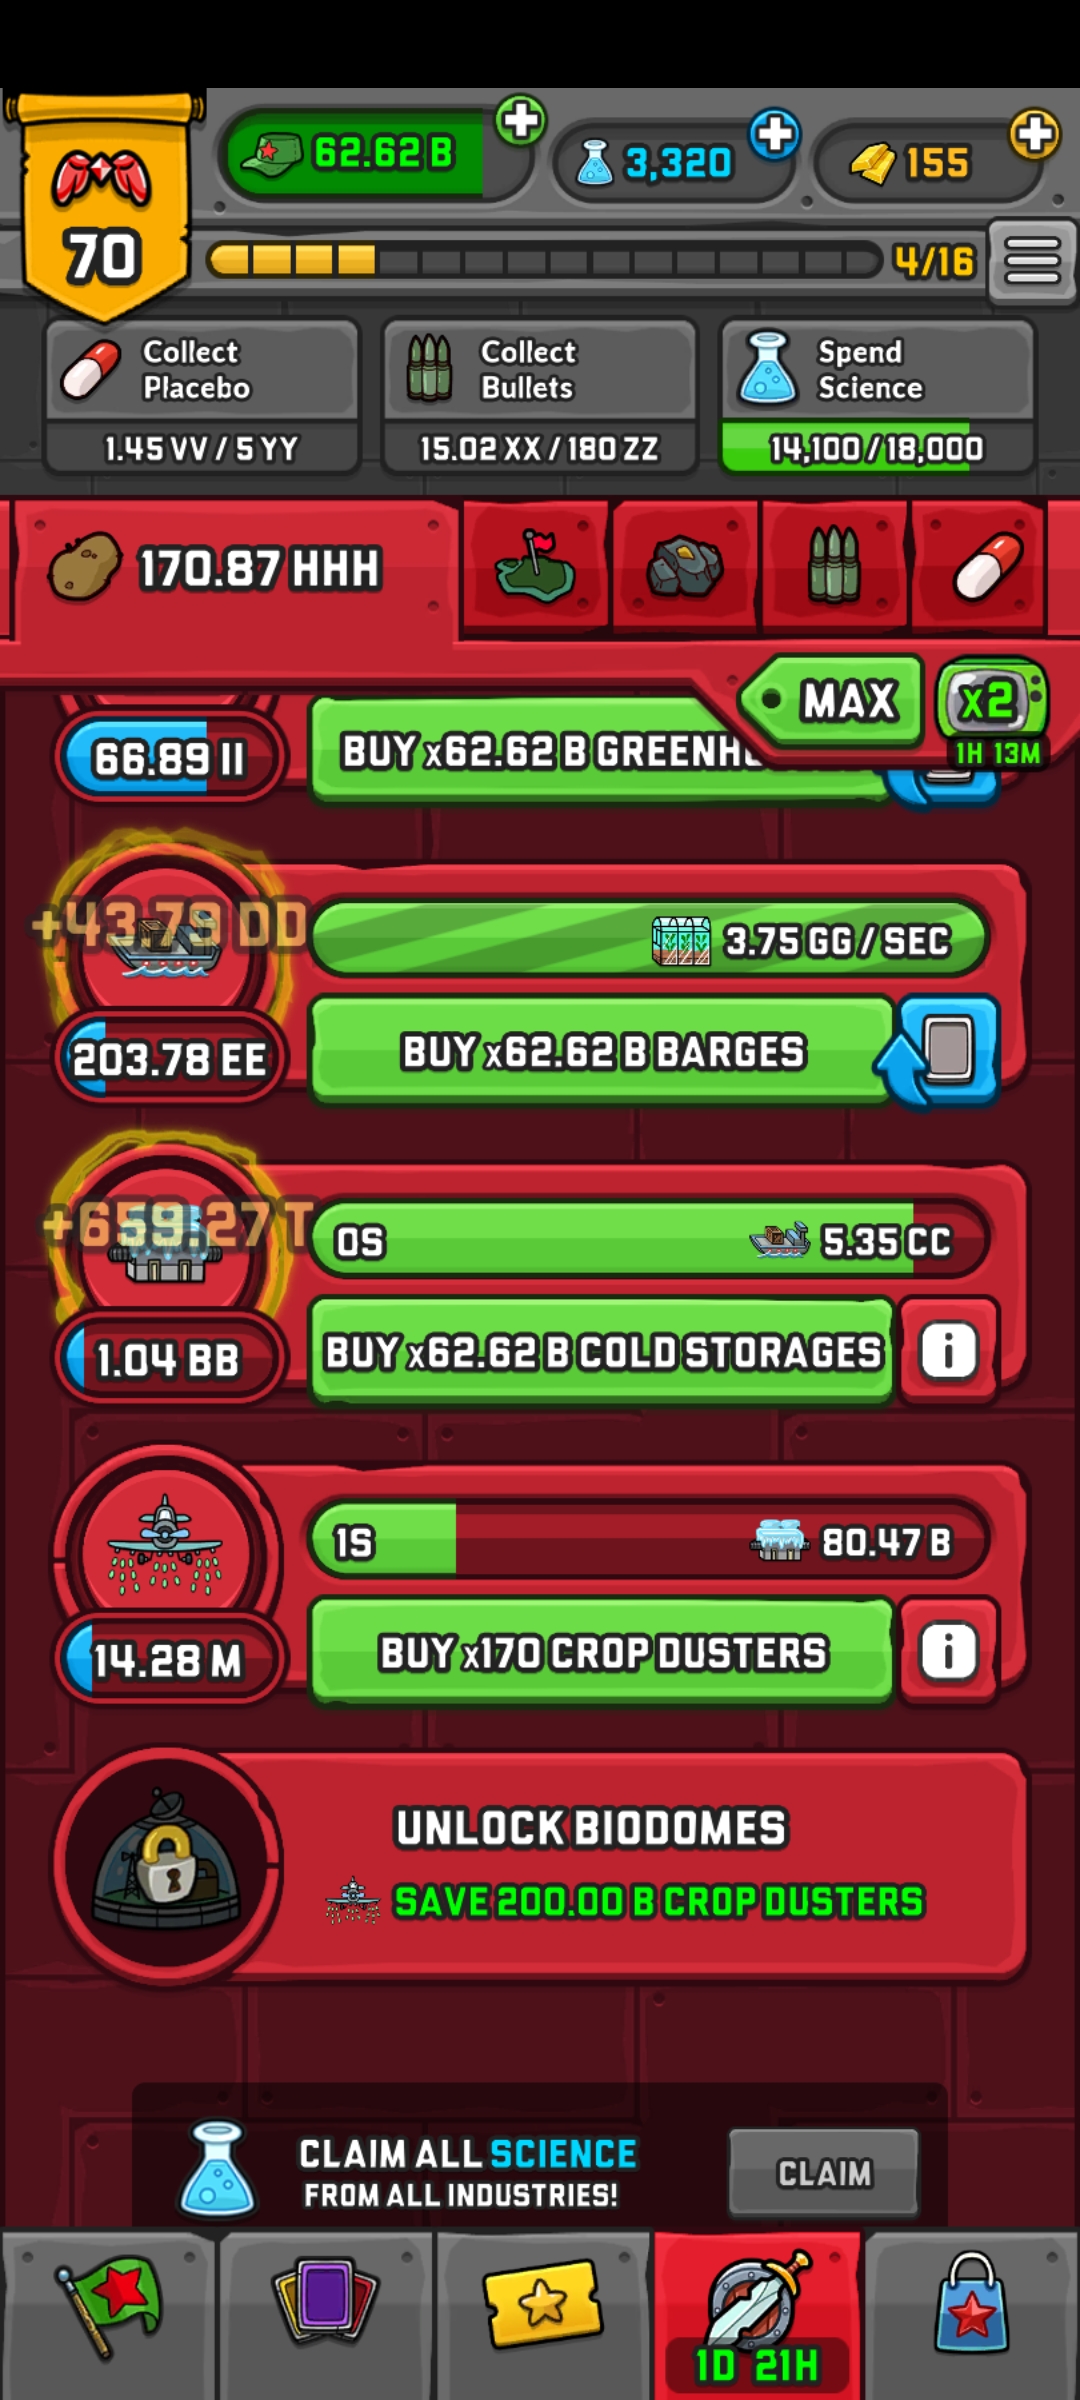 62.62 B
3,320
155
70
4/16
Collect
Placebo
1.45 VV / 5 YY
Collect
Bullets
15.02 XX / 180 ZZ
Spend
Science
14,100 / 18,000
170.87 HHH
MAX
x2
1H 13M
66.89 II
BUY x62.62 B
+43.79 DD
3.75 GG / SEC
203.78 EE
BUY x62.62 B BARGES
+659.27 T
0S
5.35 CC
1.04 BB
BUY x62.62 B COLD STORAGES
i
1S
80.47 B
14.28 M
BUY x170 CROP DUSTERS
i
UNLOCK BIODOMES
SAVE 200.00 B CROP DUSTERS
CLAIM ALL SCIENCE
FROM ALL INDUSTRIES!
CLAIM
1D 21H